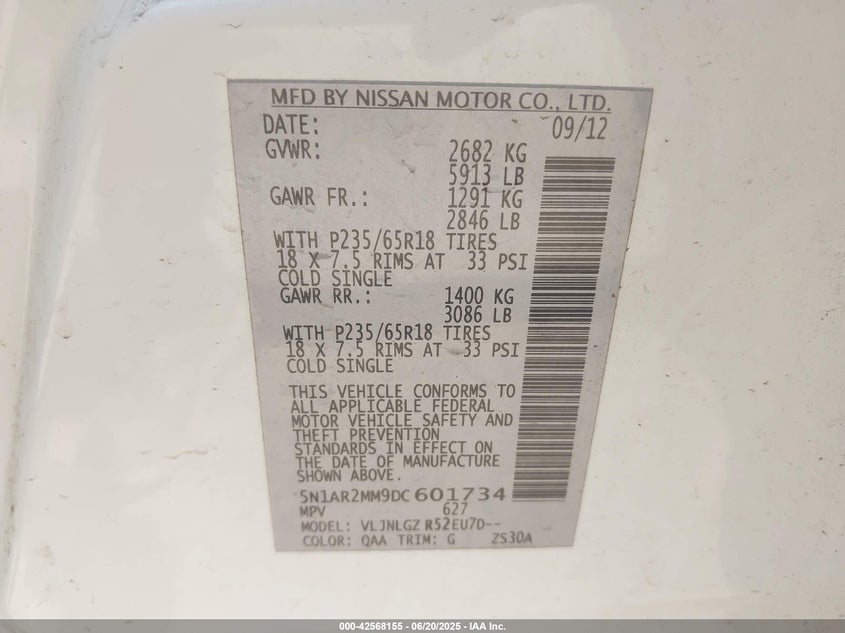 MFD BY NISSAN MOTOR CO., LTD.
DATE: 09/12
GVWR: 2682 KG
5913 LB
GAWR FR.: 1291 KG
2846 LB
WITH P235/65R18 TIRES
18 X 7.5 RIMS AT 33 PSI
COLD SINGLE
GAWR RR.: 1400 KG
3086 LB
WITH P235/65R18 TIRES
18 X 7.5 RIMS AT 33 PSI
COLD SINGLE
THIS VEHICLE CONFORMS TO
ALL APPLICABLE FEDERAL
MOTOR VEHICLE SAFETY AND
THEFT PREVENTION
STANDARDS IN EFFECT ON
THE DATE OF MANUFACTURE
SHOWN ABOVE.
5N1AR2MM9DC601734
MPV 627
MODEL: VLJNLGZ R52EU7D--
COLOR: QAA TRIM: G ZS30A
000-42568155 - 06/20/2025 - IAA Inc.